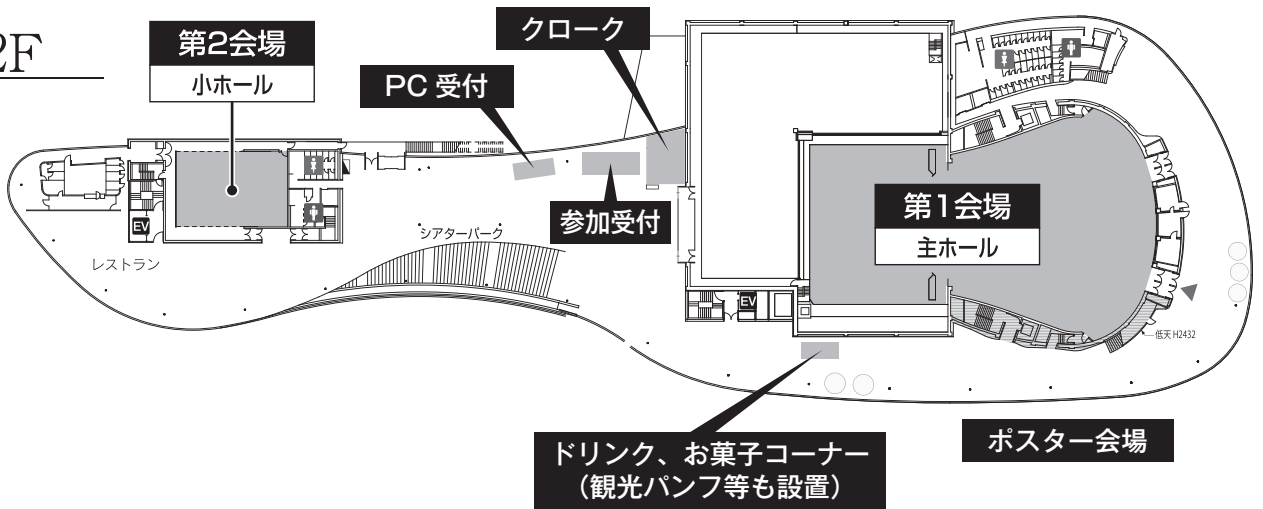 2F
第2会場
小ホール
PC 受付
クローク
参加受付
第1会場
主ホール
シアターパーク
レストラン
EV
EV
低天 H2432
ドリンク、お菓子コーナー
(観光パンフ等も設置)
ポスター会場